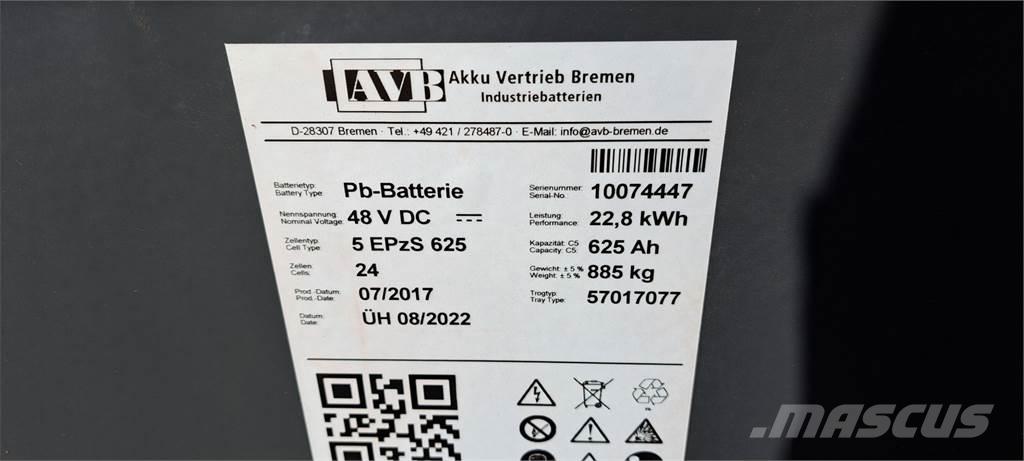 AVB Akku Vertrieb Bremen
Industriebatterien
D-28307 Bremen · Tel.: +49 421 / 278487-0 · E-Mail: info@avb-bremen.de
Batterietyp:
Battery Type:
Pb-Batterie
Serienummer:
Serial-No.:
10074447
Nennspannung:
Nominal Voltage:
48 V DC
Leistung:
Performance:
22,8 kWh
Zellentyp:
Cell Type:
5 EPzS 625
Kapazität: C5
Capacity: C5:
625 Ah
Zellen:
Cells:
24
Gewicht: ± 5 %
Weight: ± 5 %
885 kg
Prod.-Datum:
Prod.-Date:
07/2017
Trogtyp:
Tray Type:
57017077
Datum:
Date:
ÜH 08/2022
MASCUS